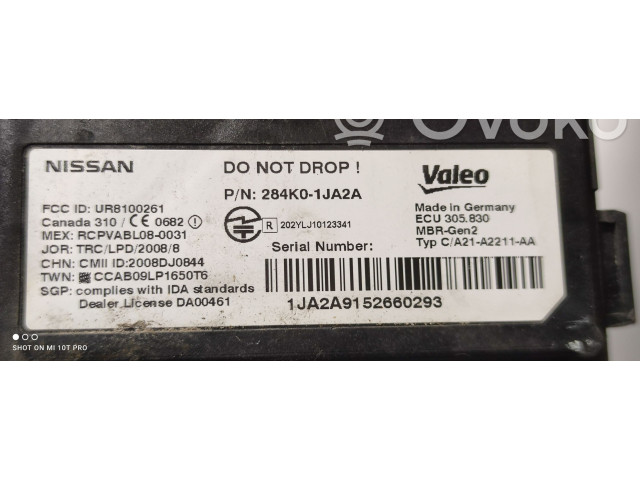 Ovoko
NISSAN
DO NOT DROP !
Valeo
P/N: 284K0-1JA2A
FCC ID: UR8100261
Canada 310 / CE 0682
MEX: RCPVABL08-0031
JOR: TRC/LPD/2008/8
CHN: CMII ID:2008DJ0844
TWN: CCAB09LP1650T6
SGP: complies with IDA standards
Dealer License DA00461
R 202YLJ10123341
Serial Number:
1JA2A9152660293
Made in Germany
ECU 305.830
MBR-Gen2
Typ C/A21-A2211-AA
SHOT ON MI 10T PRO